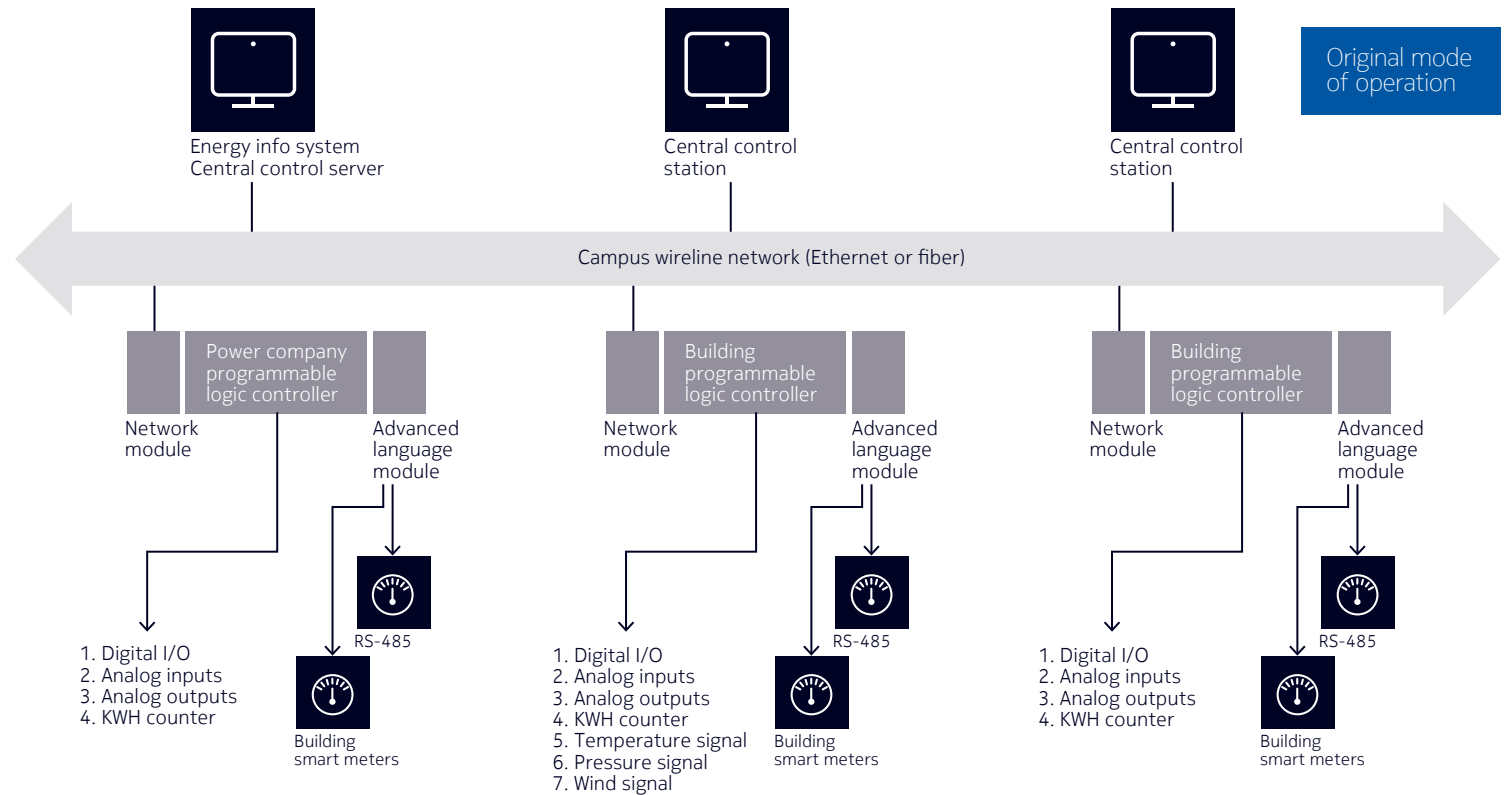 Original mode
of operation
Energy info system
Central control server
Central control
station
Central control
station
Campus wireline network (Ethernet or fiber)
Power company
programmable
logic controller
Network
module
Advanced
language
module
Building
programmable
logic controller
Network
module
Advanced
language
module
Building
programmable
logic controller
Network
module
Advanced
language
module
RS-485
1. Digital I/O
2. Analog inputs
3. Analog outputs
4. KWH counter
Building
smart meters
RS-485
1. Digital I/O
2. Analog inputs
3. Analog outputs
4. KWH counter
5. Temperature signal
6. Pressure signal
7. Wind signal
Building
smart meters
RS-485
1. Digital I/O
2. Analog inputs
3. Analog outputs
4. KWH counter
Building
smart meters